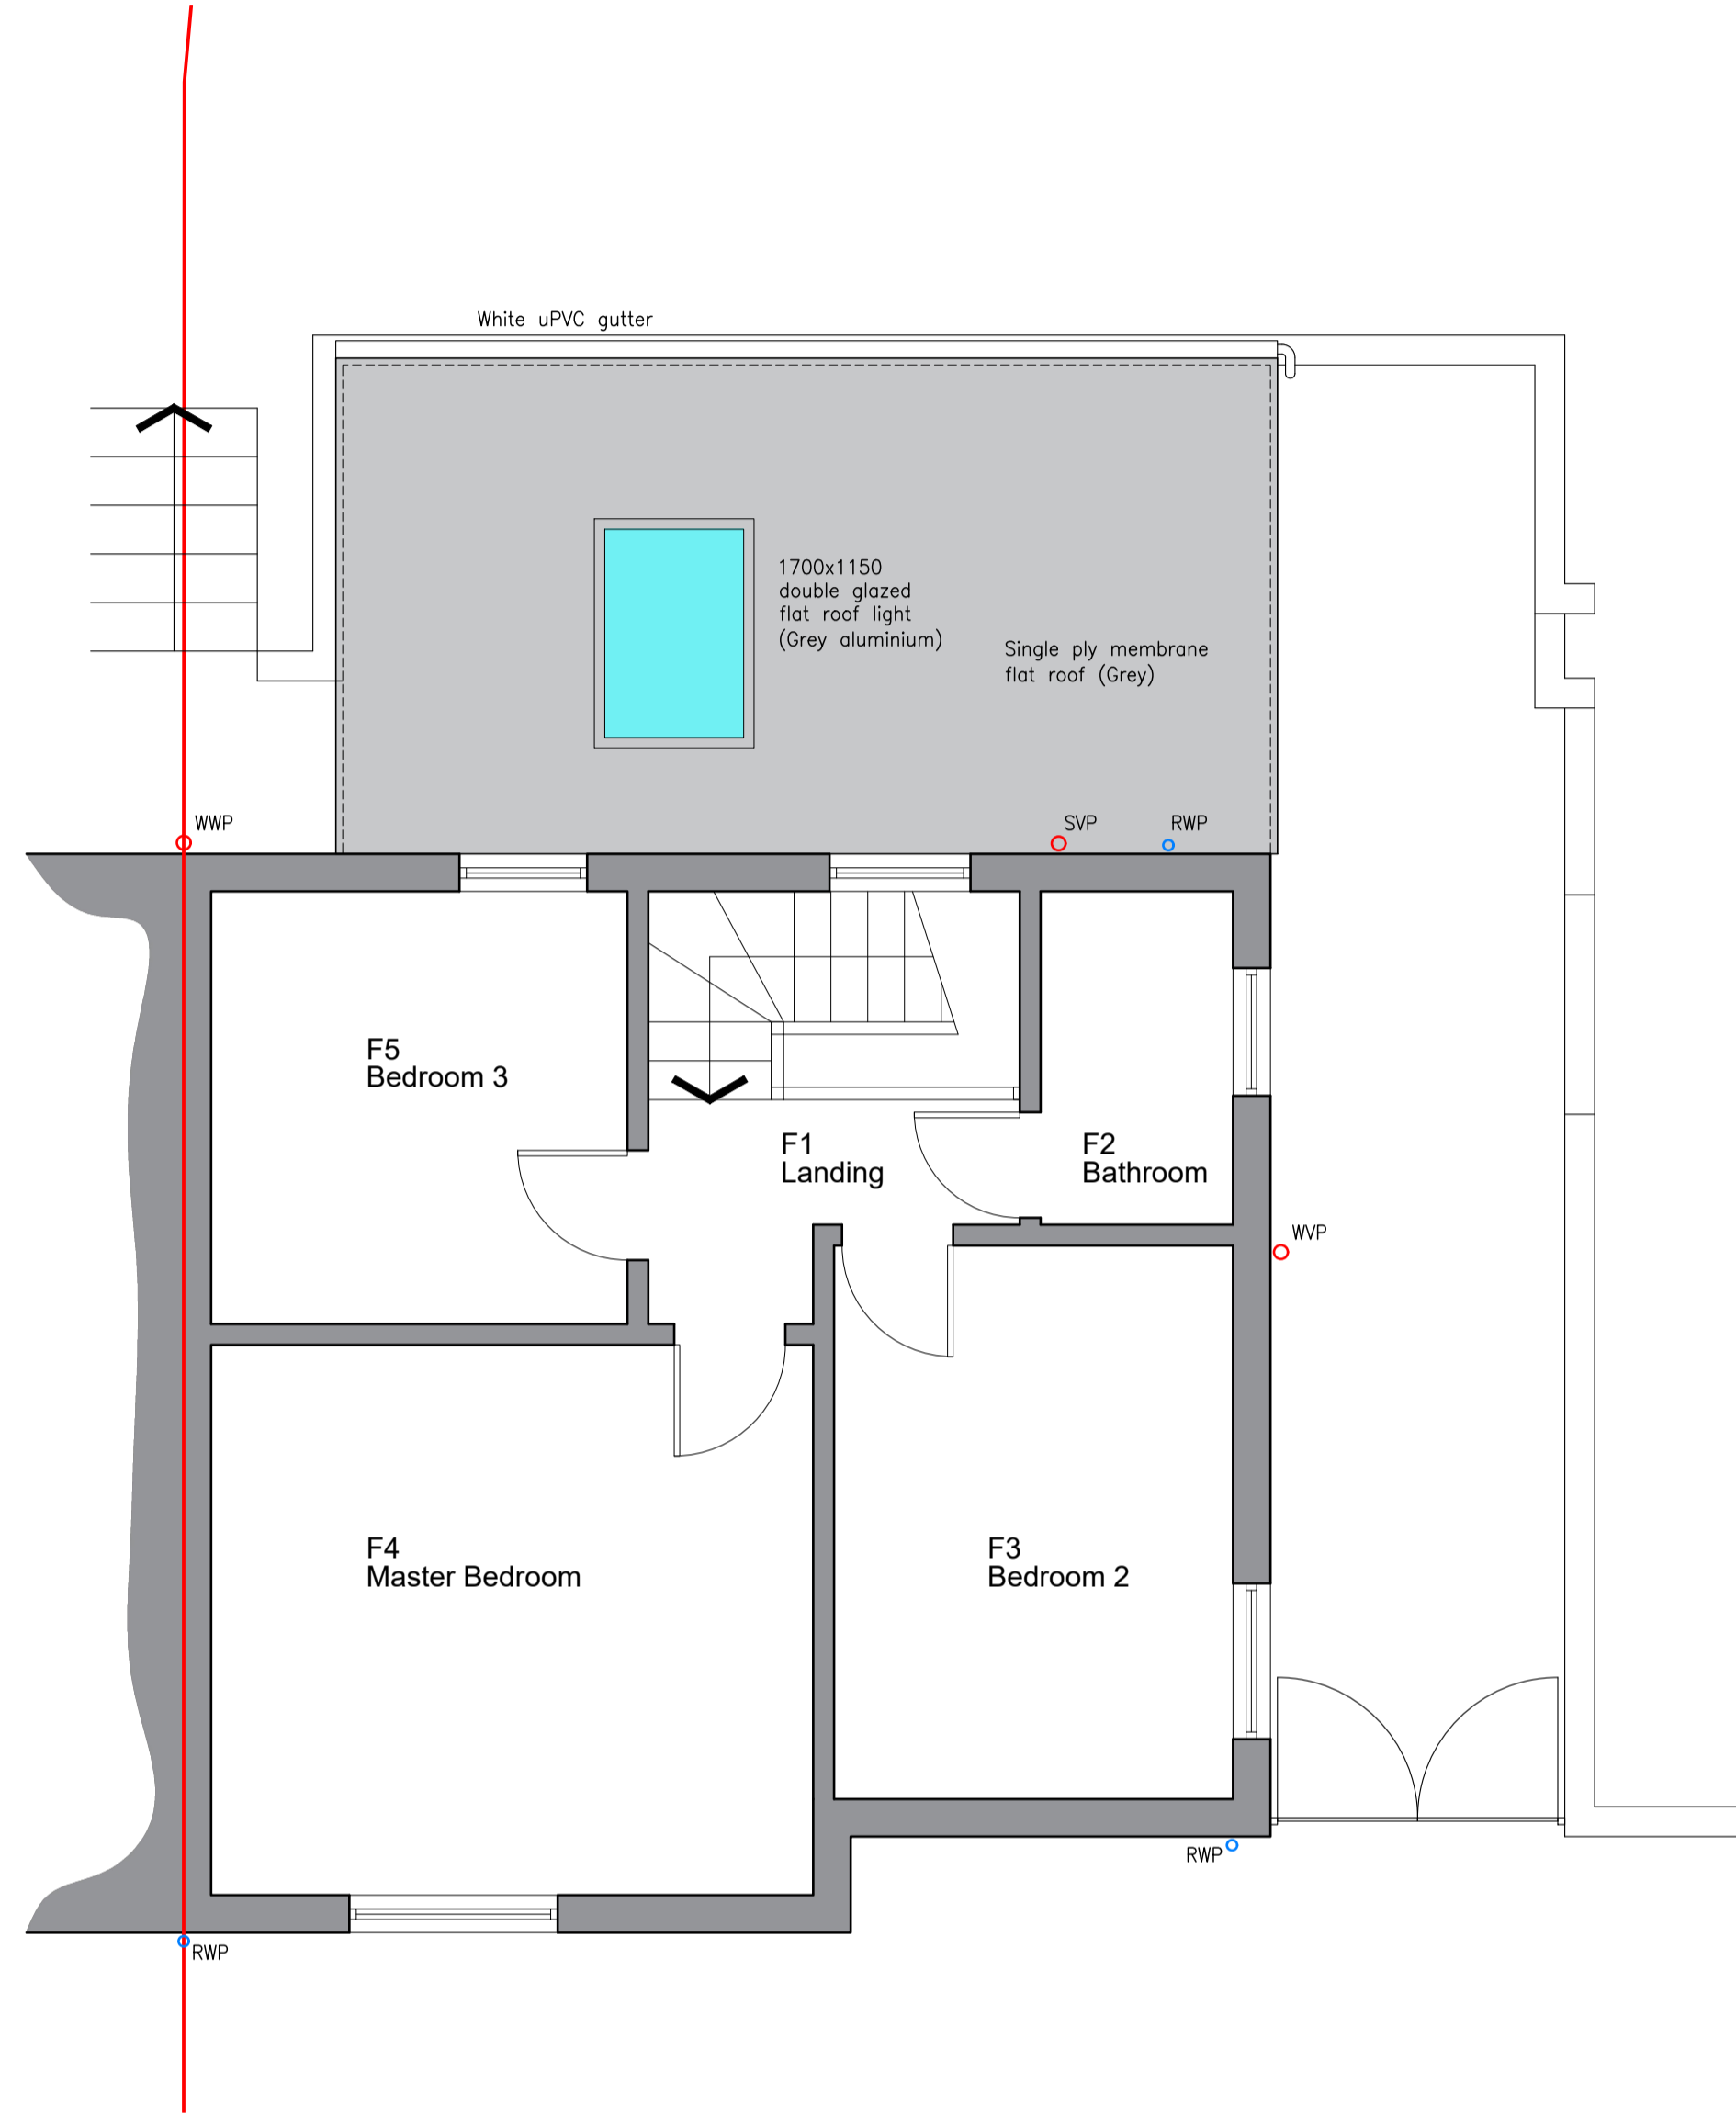 White uPVC gutter
1700x1150
double glazed
flat roof light
(Grey aluminium)
Single ply membrane
flat roof (Grey)
WWP
SVP
RWP
F5
Bedroom 3
F1
Landing
F2
Bathroom
WVP
F4
Master Bedroom
F3
Bedroom 2
RWP
RWP